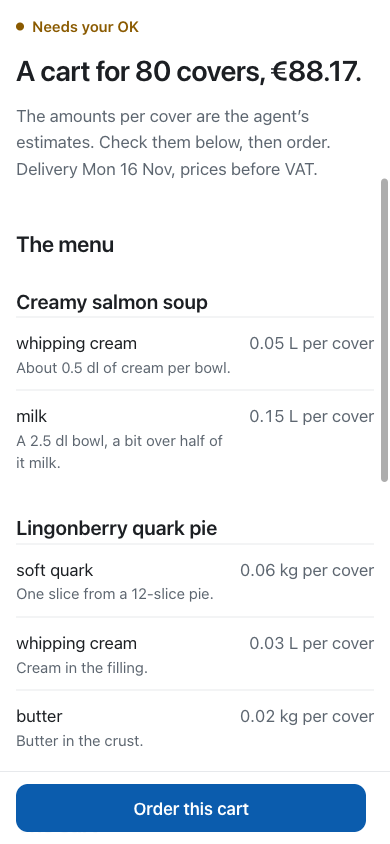 Needs your OK
A cart for 80 covers, €88.17.
The amounts per cover are the agent’s
estimates. Check them below, then order.
Delivery Mon 16 Nov, prices before VAT.
The menu
Creamy salmon soup
whipping cream 0.05 L per cover
About 0.5 dl of cream per bowl.
milk 0.15 L per cover
A 2.5 dl bowl, a bit over half of
it milk.
Lingonberry quark pie
soft quark 0.06 kg per cover
One slice from a 12-slice pie.
whipping cream 0.03 L per cover
Cream in the filling.
butter 0.02 kg per cover
Butter in the crust.
Order this cart